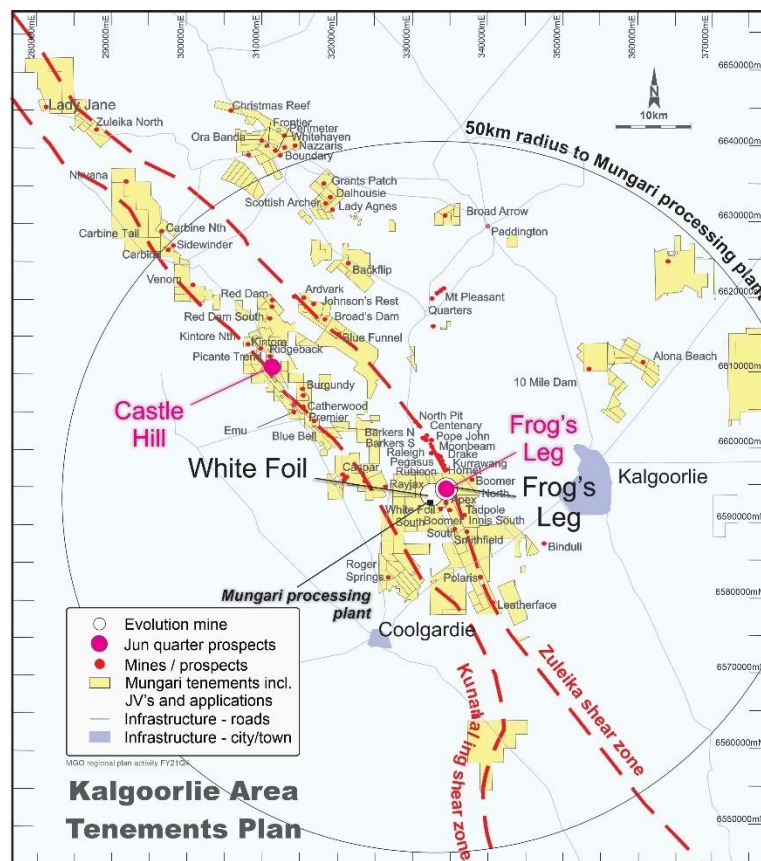 280000mE
290000mE
300000mE
310000mE
320000mE
330000mE
340000mE
350000mE
360000mE
370000mE
6650000mN
6640000mN
6630000mN
6620000mN
6610000mN
6600000mN
6590000mN
6580000mN
6570000mN
6560000mN
6550000mN
N
10km
50km radius to Mungari processing plant
Lady Jane
Zuleika North
Christmas Reef
Frontier
Perimeter
Ora Banda
Whitehaven
Nazzaris
Boundary
Nirvana
Grants Patch
Dalhousie
Scottish Archer
Lady Agnes
Broad Arrow
Paddington
Carbine Nth
Carbine Tail
Sidewinder
Carbine
Backflip
Venom
Ardvark
Red Dam
Johnson's Rest
Mt Pleasant
Quarters
Red Dam South
Broad's Dam
Blue Funnel
Kintore Nth
Kintore
Ridgeback
Picante Trend
Alona Beach
10 Mile Dam
Castle
Hill
Burgundy
Catherwood
Premier
Emu
Blue Bell
North Pit
Centenary
Barkers N
Pope John
Barkers S
Moonbeam
Raleigh
Drake
Pegasus
Kurrawang
Rubicon
Hornet
Frog's
Leg
Kalgoorlie
White Foil
Caspar
Rayjax
Boomer
North
Apex
Frog's
Leg
White Foil
South
Tadpole
Boomer
South
Innis South
Smithfield
Binduli
Roger
Springs
Polaris
Leatherface
Mungari processing
plant
Coolgardie
Zuleika shear zone
Kunanalling shear zone
Evolution mine
Jun quarter prospects
Mines / prospects
Mungari tenements incl.
JV's and applications
Infrastructure - roads
Infrastructure - city/town
MGO regional plan activity FY21Q4
Kalgoorlie Area
Tenements Plan